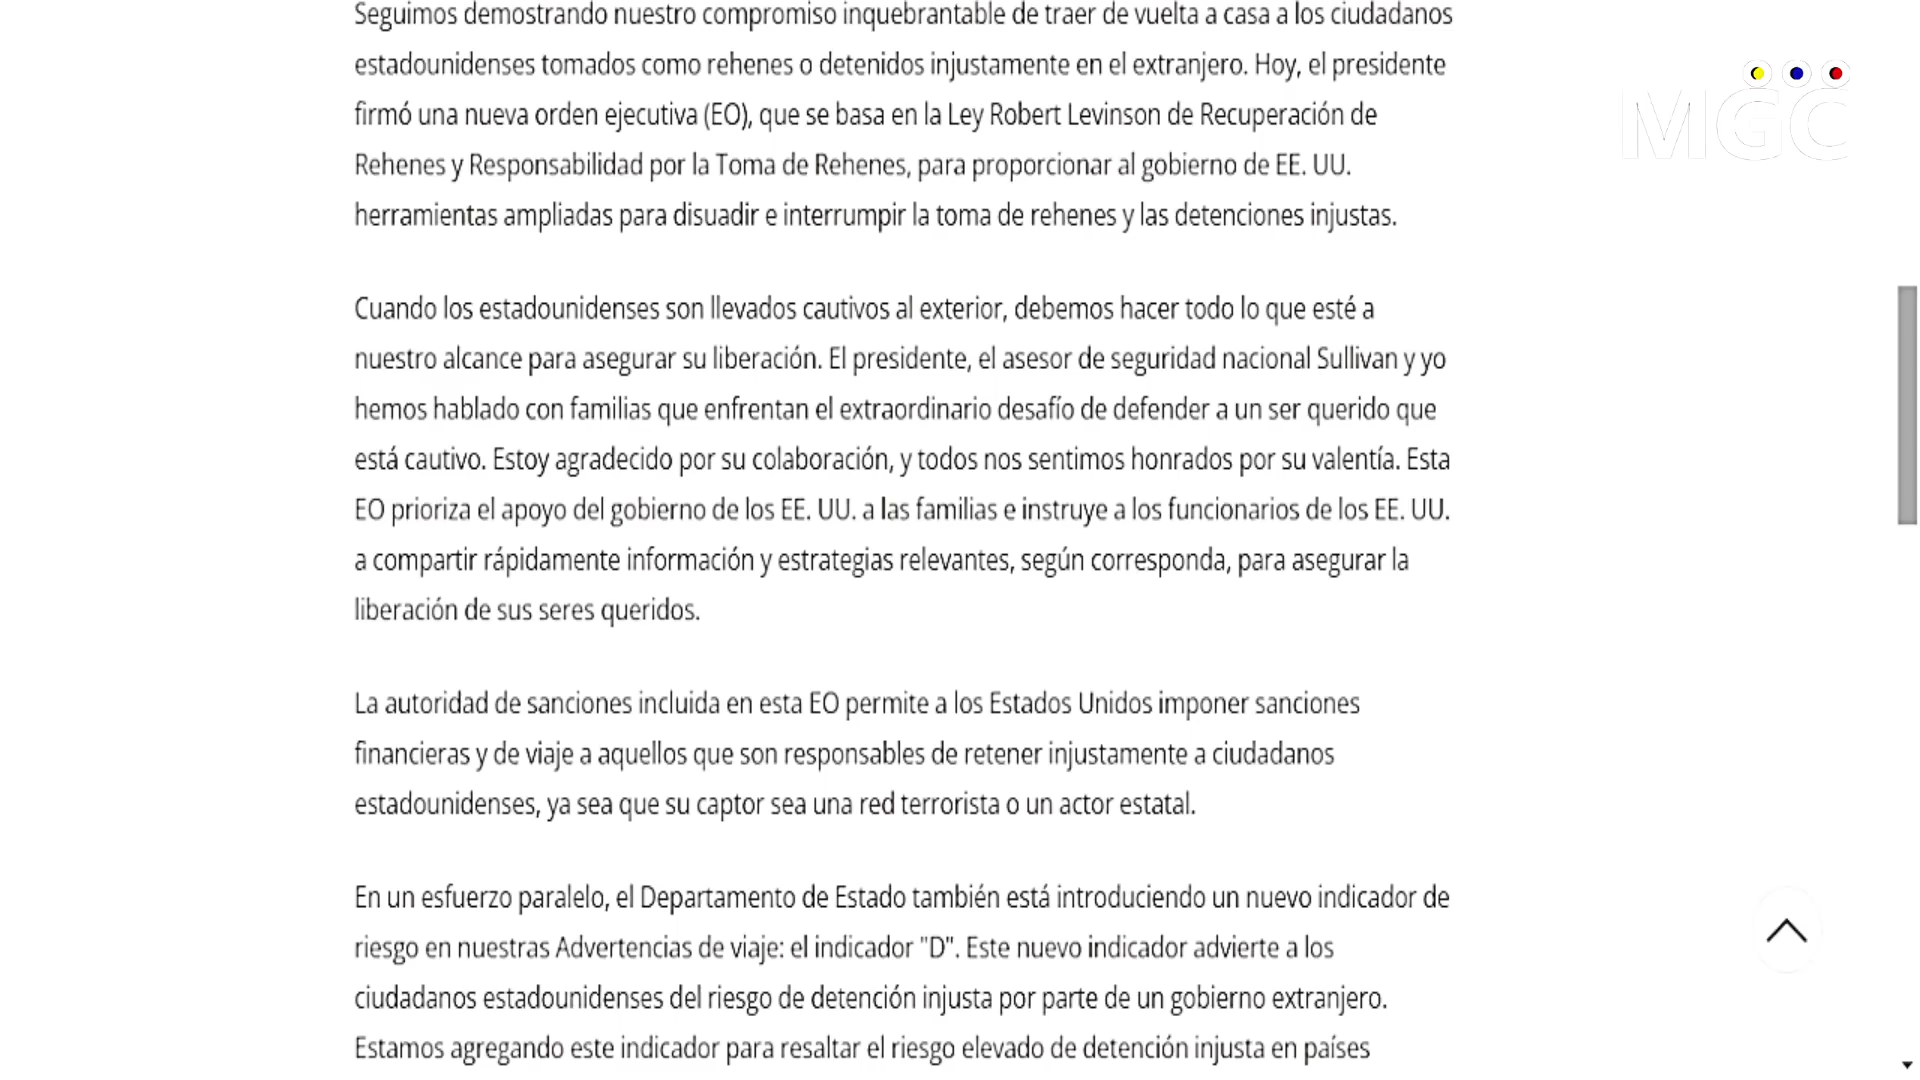 Seguimos demostrando nuestro compromiso inquebrantable de traer de vuelta a casa a los ciudadanos
estadounidenses tomados como rehenes o detenidos injustamente en el extranjero. Hoy, el presidente
firmó una nueva orden ejecutiva (EO), que se basa en la Ley Robert Levinson de Recuperación de
Rehenes y Responsabilidad por la Toma de Rehenes, para proporcionar al gobierno de EE. UU.
herramientas ampliadas para disuadir e interrumpir la toma de rehenes y las detenciones injustas.
MGC
Cuando los estadounidenses son llevados cautivos al exterior, debemos hacer todo lo que esté a
nuestro alcance para asegurar su liberación. El presidente, el asesor de seguridad nacional Sullivan y yo
hemos hablado con familias que enfrentan el extraordinario desafío de defender a un ser querido que
está cautivo. Estoy agradecido por su colaboración, y todos nos sentimos honrados por su valentía. Esta
EO prioriza el apoyo del gobierno de los EE. UU. a las familias e instruye a los funcionarios de los EE. UU.
a compartir rápidamente información y estrategias relevantes, según corresponda, para asegurar la
liberación de sus seres queridos.
La autoridad de sanciones incluida en esta EO permite a los Estados Unidos imponer sanciones
financieras y de viaje a aquellos que son responsables de retener injustamente a ciudadanos
estadounidenses, ya sea que su captor sea una red terrorista o un actor estatal.
En un esfuerzo paralelo, el Departamento de Estado también está introduciendo un nuevo indicador de
riesgo en nuestras Advertencias de viaje: el indicador "D". Este nuevo indicador advierte a los
ciudadanos estadounidenses del riesgo de detención injusta por parte de un gobierno extranjero.
Estamos agregando este indicador para resaltar el riesgo elevado de detención injusta en países